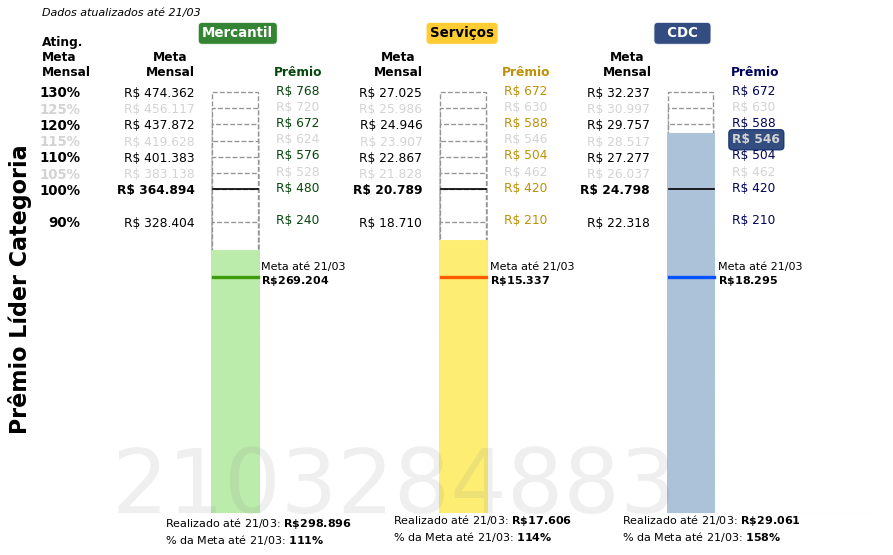 Dados atualizados até 21/03
Mercantil Serviços CDC
Ating. Meta Mensal
Meta Mensal Prêmio Meta Mensal Prêmio Meta Mensal Prêmio
130% R$ 474.362 R$ 768 R$ 27.025 R$ 672 R$ 32.237 R$ 672
125% R$ 456.117 R$ 720 R$ 25.986 R$ 630 R$ 30.997 R$ 630
120% R$ 437.872 R$ 672 R$ 24.946 R$ 588 R$ 29.757 R$ 588
115% R$ 419.628 R$ 624 R$ 23.907 R$ 546 R$ 28.517 R$ 546
110% R$ 401.383 R$ 576 R$ 22.867 R$ 504 R$ 27.277 R$ 504
105% R$ 383.138 R$ 528 R$ 21.828 R$ 462 R$ 26.037 R$ 462
100% R$ 364.894 R$ 480 R$ 20.789 R$ 420 R$ 24.798 R$ 420
90% R$ 328.404 R$ 240 R$ 18.710 R$ 210 R$ 22.318 R$ 210
Meta até 21/03 Meta até 21/03 Meta até 21/03
R$269.204 R$15.337 R$18.295
Prêmio Líder Categoria
2103284883
Realizado até 21/03: R$298.896 Realizado até 21/03: R$17.606 Realizado até 21/03: R$29.061
% da Meta até 21/03: 111% % da Meta até 21/03: 114% % da Meta até 21/03: 158%